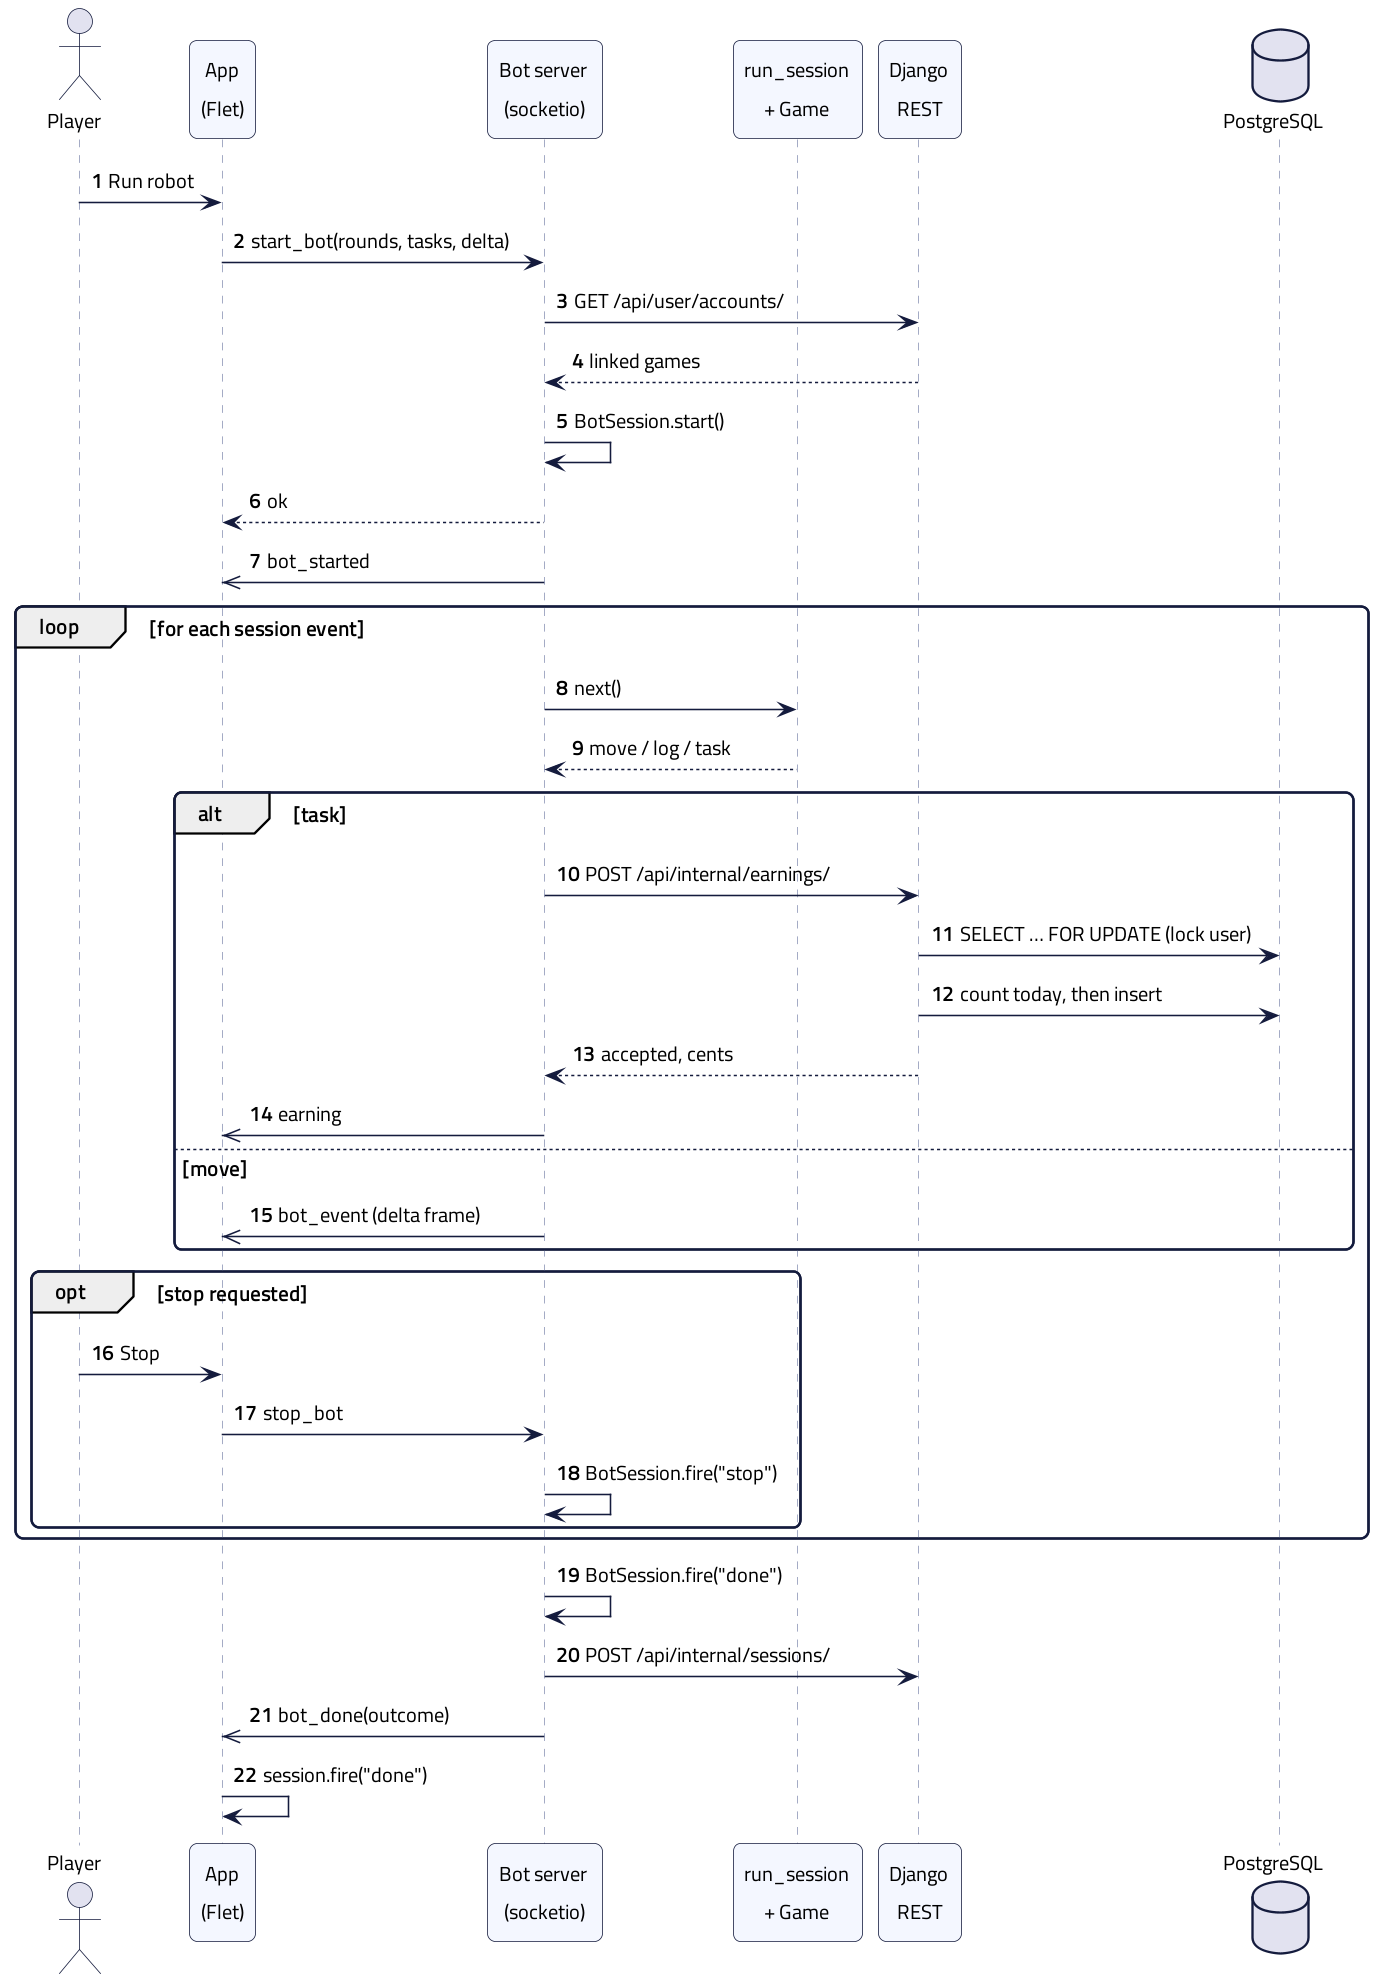 Player
App
(Flet)
Bot server
(socketio)
run_session
+ Game
Django
REST
PostgreSQL
1 Run robot
2 start_bot(rounds, tasks, delta)
3 GET /api/user/accounts/
4 linked games
5 BotSession.start()
6 ok
7 bot_started
loop [for each session event]
8 next()
9 move / log / task
alt [task]
10 POST /api/internal/earnings/
11 SELECT ... FOR UPDATE (lock user)
12 count today, then insert
13 accepted, cents
14 earning
[move]
15 bot_event (delta frame)
opt [stop requested]
16 Stop
17 stop_bot
18 BotSession.fire("stop")
19 BotSession.fire("done")
20 POST /api/internal/sessions/
21 bot_done(outcome)
22 session.fire("done")
Player
App
(Flet)
Bot server
(socketio)
run_session
+ Game
Django
REST
PostgreSQL